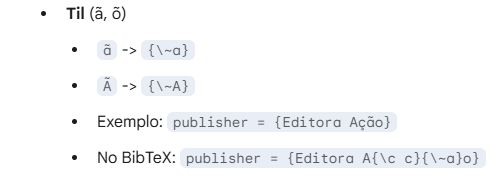 • Til (ã, õ)
• ã -> {\~a}
• Ã -> {\~A}
• Exemplo: publisher = {Editora Ação}
• No BibTeX: publisher = {Editora A{\c c}{\~a}o}